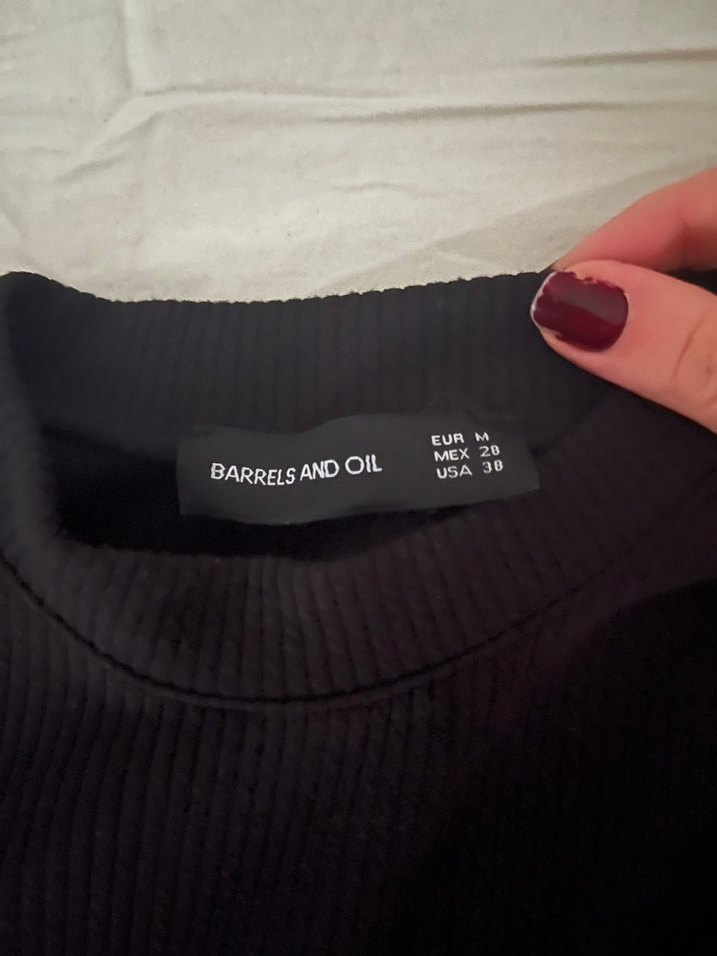 BARRELS AND OIL
EUR M
MEX 28
USA 38